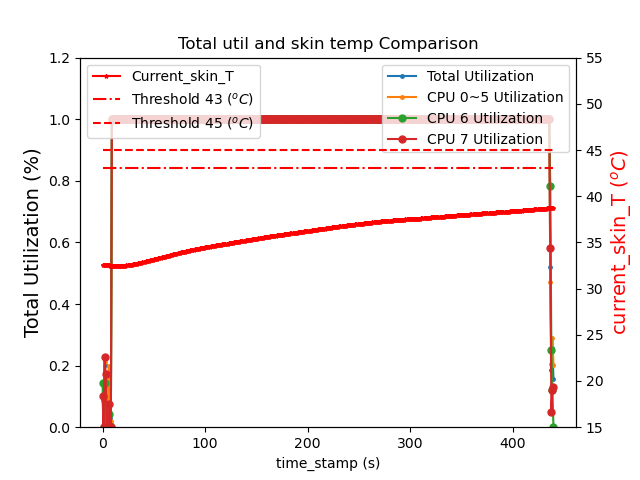 Total util and skin temp Comparison
Current_skin_T
Threshold 43 (°C)
Threshold 45 (°C)
Total Utilization
CPU 0~5 Utilization
CPU 6 Utilization
CPU 7 Utilization
Total Utilization (%)
1.2
1.0
0.8
0.6
0.4
0.2
0.0
55
50
45
40
35
30
25
20
15
current_skin_T (°C)
0 100 200 300 400
time_stamp (s)